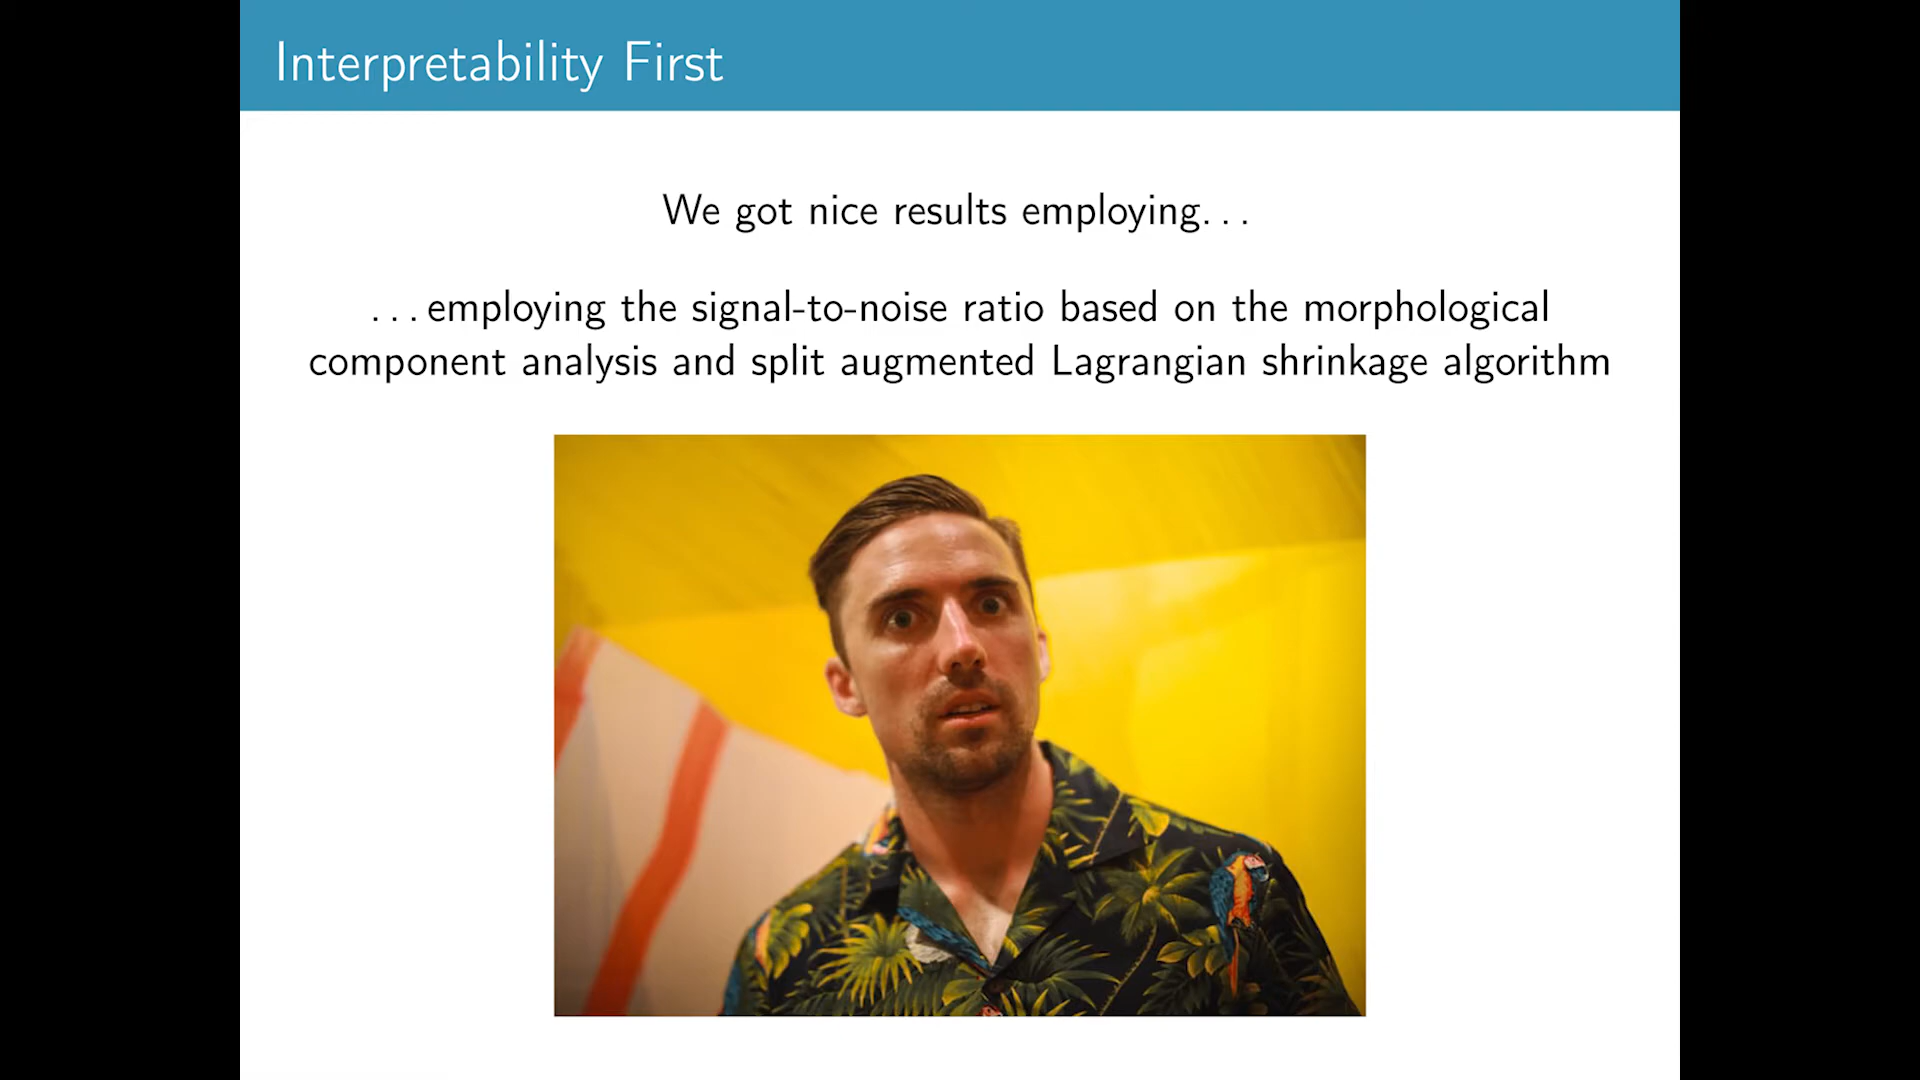 Interpretability First
We got nice results employing. . .
. . . employing the signal-to-noise ratio based on the morphological
component analysis and split augmented Lagrangian shrinkage algorithm